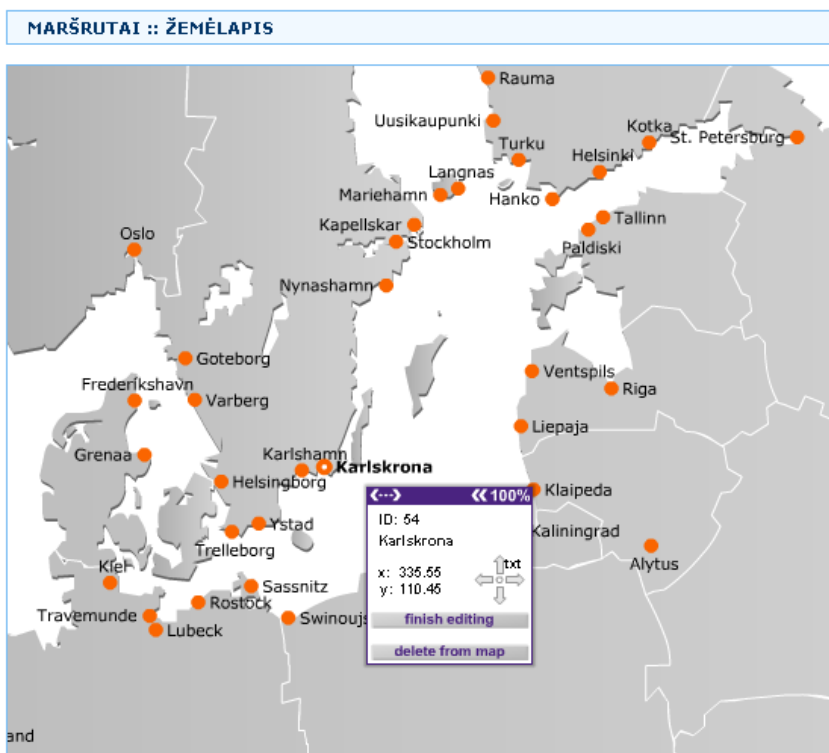 MARŠRUTAI :: ŽEMĖLAPIS
Rauma
Uusikaupunki
Kotka
St. Petersburg
Turku
Helsinki
Langnas
Mariehamn
Hanko
Tallinn
Kapellskar
Paldiski
Oslo
Stockholm
Nynashamn
Goteborg
Ventspils
Frederikshavn
Riga
Varberg
Liepaja
Grenaa
Karlshamn
Karlskrona
Helsingborg
Klaipeda
100%
ID: 54
Ystad
Kaliningrad
Karlskrona
Trelleborg
Alytus
Kiel
txt
x: 335.55
Sassnitz
y: 110.45
Rostock
Travemunde
Swinoujs
finish editing
Lubeck
delete from map
and